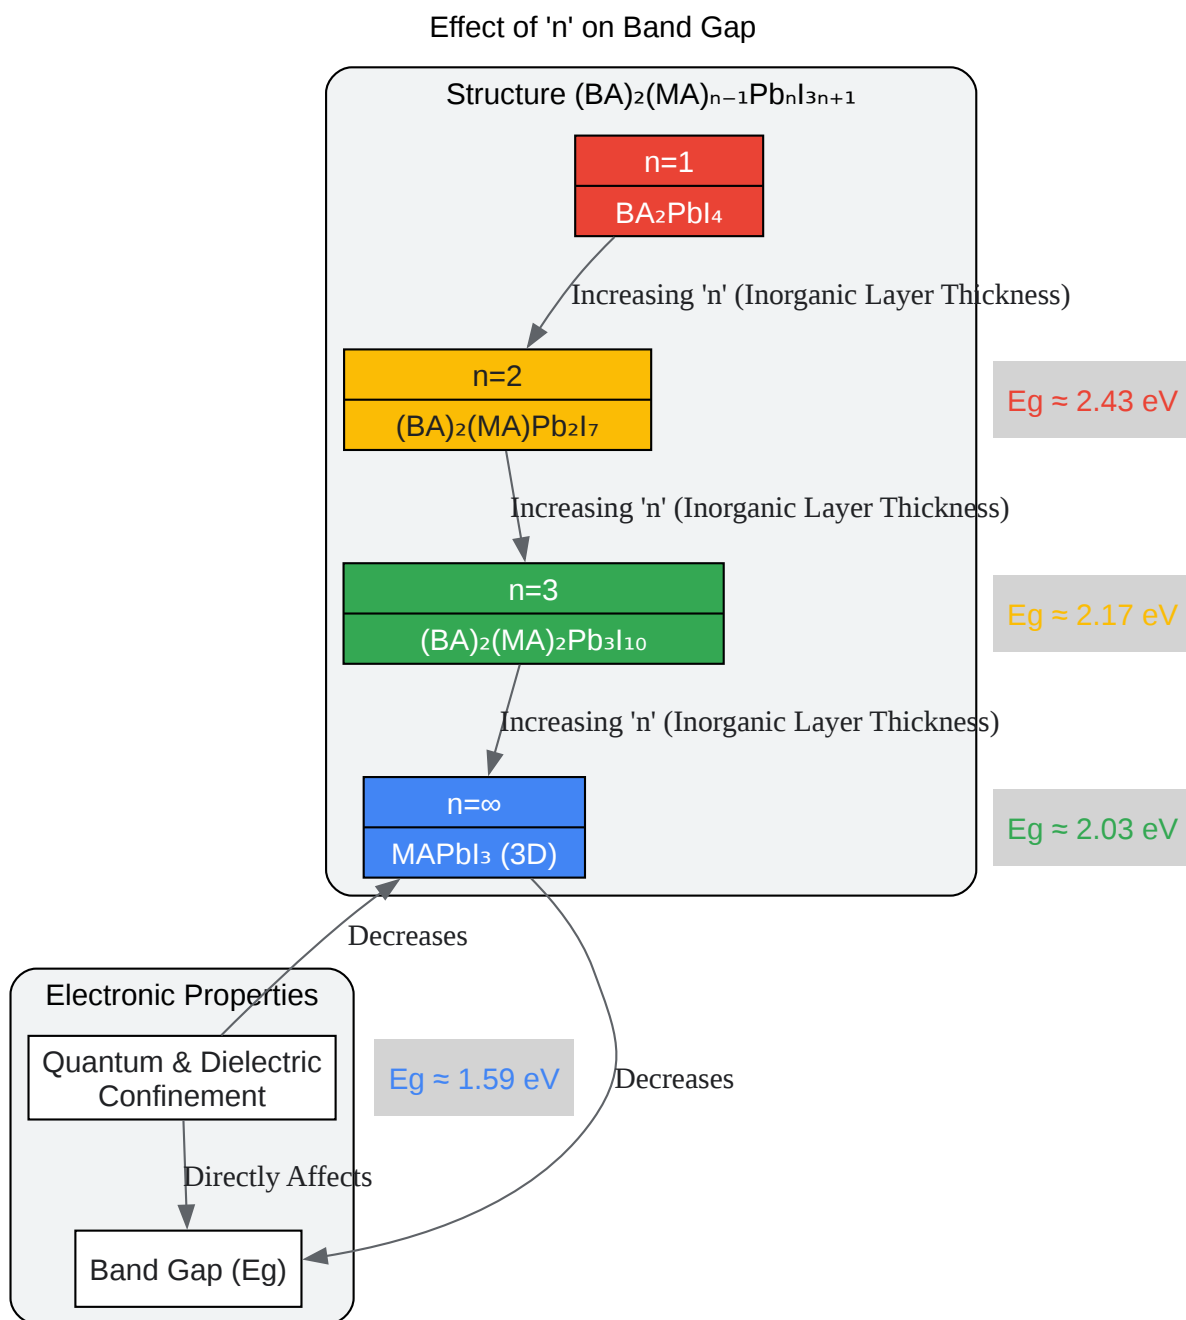 Effect of 'n' on Band Gap
Structure (BA)₂(MA)ₙ₋₁PbₙI₃ₙ₊₁
n=1
BA₂PbI₄
Increasing 'n' (Inorganic Layer Thickness)
n=2
(BA)₂(MA)Pb₂I₇
Eg ≈ 2.43 eV
Increasing 'n' (Inorganic Layer Thickness)
n=3
(BA)₂(MA)₂Pb₃I₁₀
Eg ≈ 2.17 eV
Increasing 'n' (Inorganic Layer Thickness)
n=∞
MAPbI₃ (3D)
Eg ≈ 2.03 eV
Decreases
Electronic Properties
Quantum & Dielectric
Confinement
Eg ≈ 1.59 eV
Decreases
Directly Affects
Band Gap (Eg)